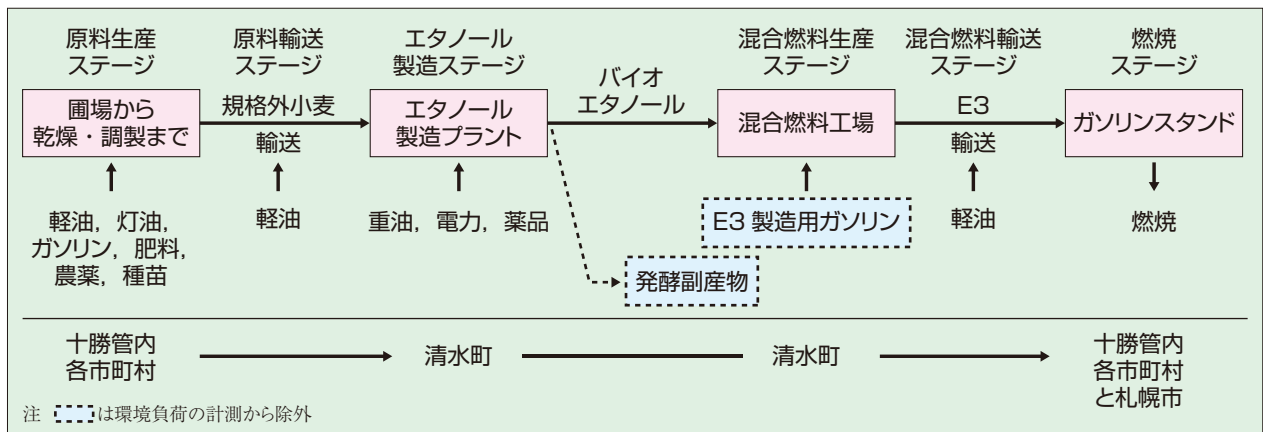 原料生産
ステージ
原料輸送
ステージ
エタノール
製造ステージ
混合燃料生産
ステージ
混合燃料輸送
ステージ
燃焼
ステージ
圃場から
乾燥・調製まで
規格外小麦
輸送
エタノール
製造プラント
バイオ
エタノール
混合燃料工場
E3
輸送
ガソリンスタンド
軽油,灯油,
ガソリン,肥料,
農薬,種苗
軽油
重油,電力,薬品
E3 製造用ガソリン
軽油
燃焼
発酵副産物
十勝管内
各市町村
清水町
清水町
十勝管内
各市町村
と札幌市
注 は環境負荷の計測から除外